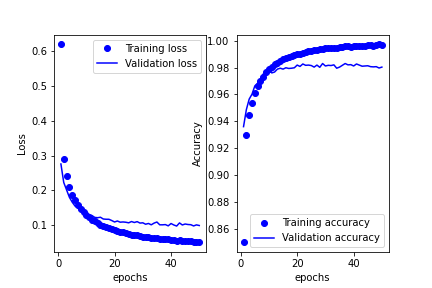 Training loss
Validation loss
0.6
0.5
0.4
0.3
0.2
0.1
Loss
0
20
40
epochs
1.00
0.98
0.96
0.94
0.92
0.90
0.88
0.86
Accuracy
Training accuracy
Validation accuracy
0
20
40
epochs